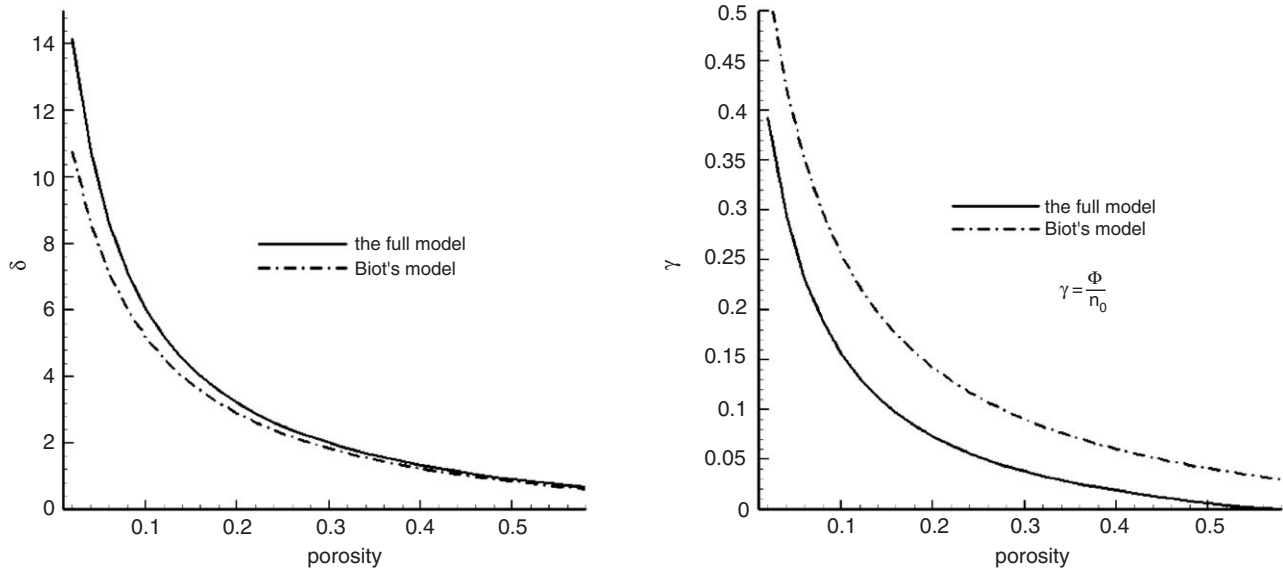 14
12
10
8
6
4
2
0
δ
0.1
0.2
0.3
0.4
0.5
porosity
the full model
Biot's model
0.5
0.45
0.4
0.35
0.3
0.25
0.2
0.15
0.1
0.05
0
γ
0.1
0.2
0.3
0.4
0.5
porosity
the full model
Biot's model
γ = Φ
n0